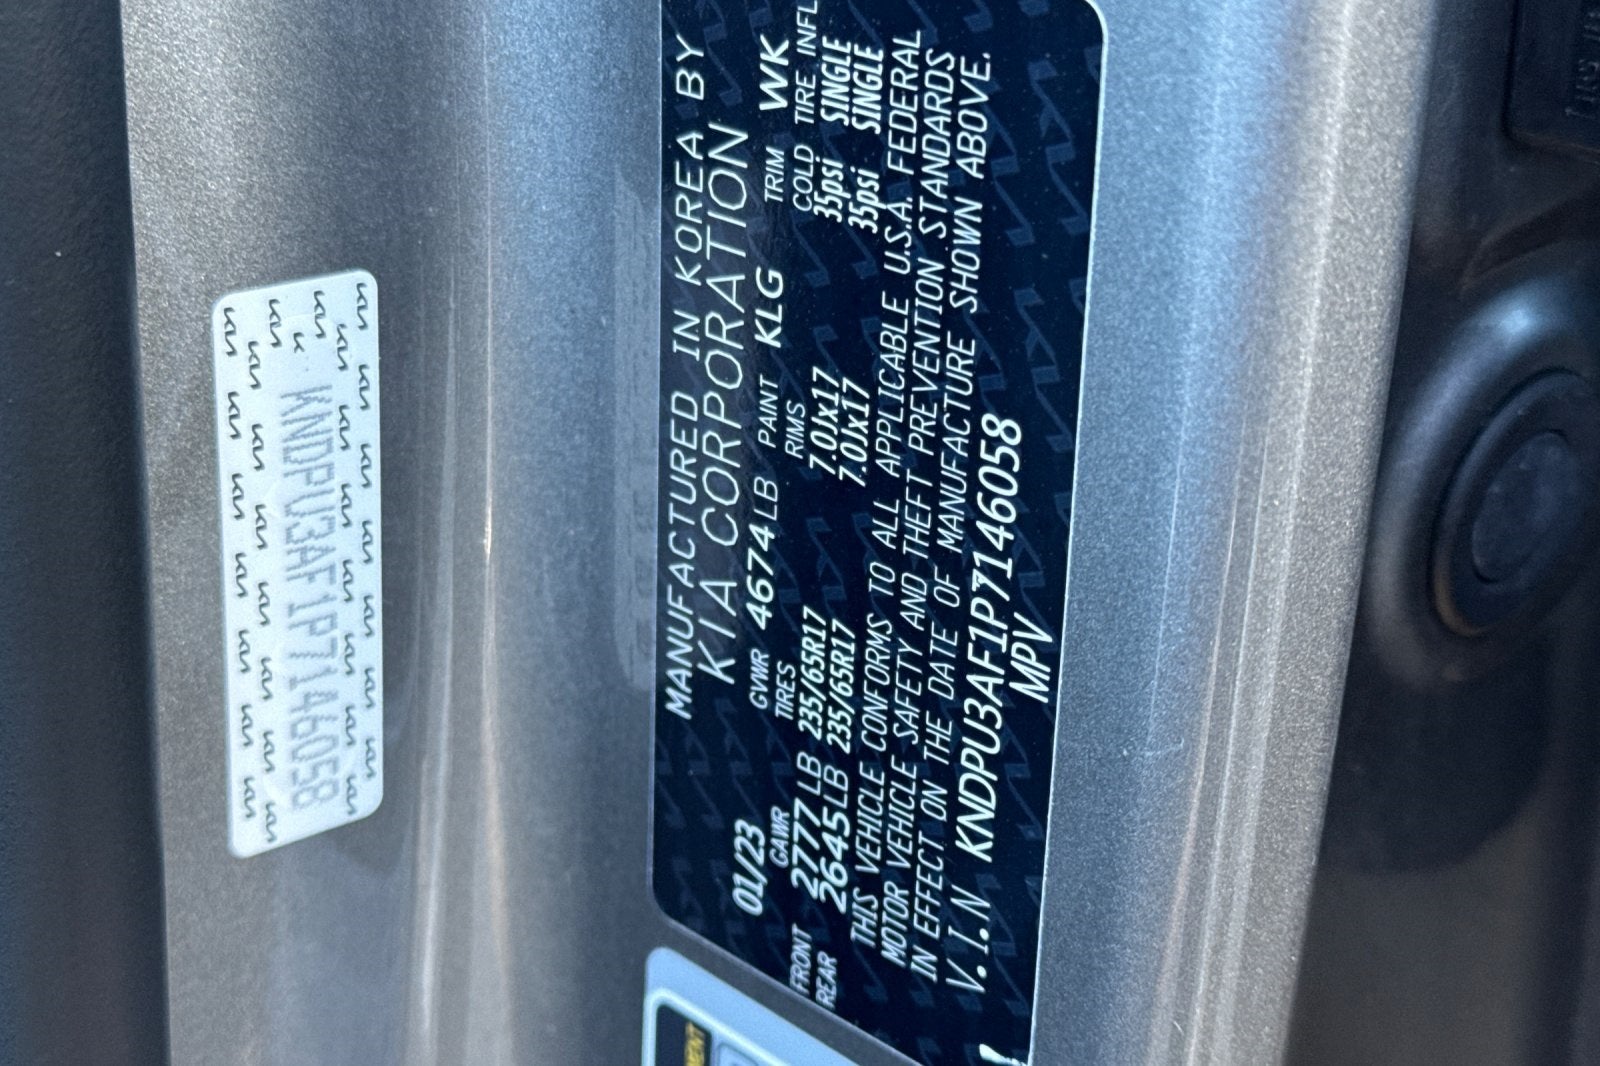 MANUFACTURED IN KOREA BY
KIA CORPORATION
01/23 GVWR 4674LB PAINT KLG TRIM WK
GAWR TIRES RIMS COLD TIRE INFL
FRONT 2777LB 235/65R17 7.0Jx17 35psi SINGLE
REAR 2645LB 235/65R17 7.0Jx17 35psi SINGLE
THIS VEHICLE CONFORMS TO ALL APPLICABLE U.S.A. FEDERAL
MOTOR VEHICLE SAFETY AND THEFT PREVENTION STANDARDS
IN EFFECT ON THE DATE OF MANUFACTURE SHOWN ABOVE.
V.I.N KNDPU3AF1P7146058
MPV
KNDPU3AF1P7146058